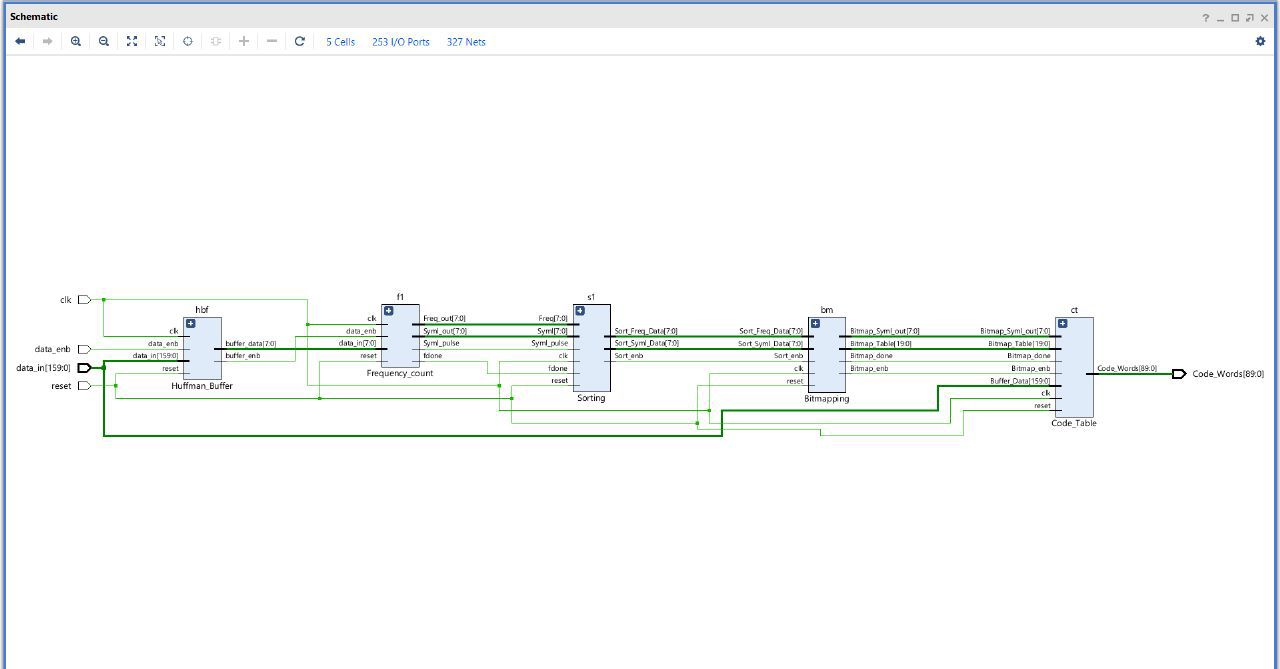 Schematic
5 Cells 253 I/O Ports 327 Nets
clk
data_enb
data_in[159:0]
reset
hbf
clk
data_enb
data_in[159:0]
reset
buffer_data[7:0]
buffer_enb
Huffman_Buffer
f1
clk
data_enb
data_in[7:0]
reset
Freq_out[7:0]
Syml_out[7:0]
Syml_pulse
fdone
Frequency_count
s1
Freq[7:0]
Syml[7:0]
Syml_pulse
clk
fdone
reset
Sort_Freq_Data[7:0]
Sort_Syml_Data[7:0]
Sort_enb
Sorting
bm
Sort_Freq_Data[7:0]
Sort_Syml_Data[7:0]
Sort_enb
clk
reset
Bitmap_Syml_out[7:0]
Bitmap_Table[19:0]
Bitmap_done
Bitmap_enb
Bitmapping
ct
Bitmap_Syml_out[7:0]
Bitmap_Table[19:0]
Bitmap_done
Bitmap_enb
Buffer_Data[159:0]
clk
reset
Code_Words[89:0]
Code_Table
Code_Words[89:0]